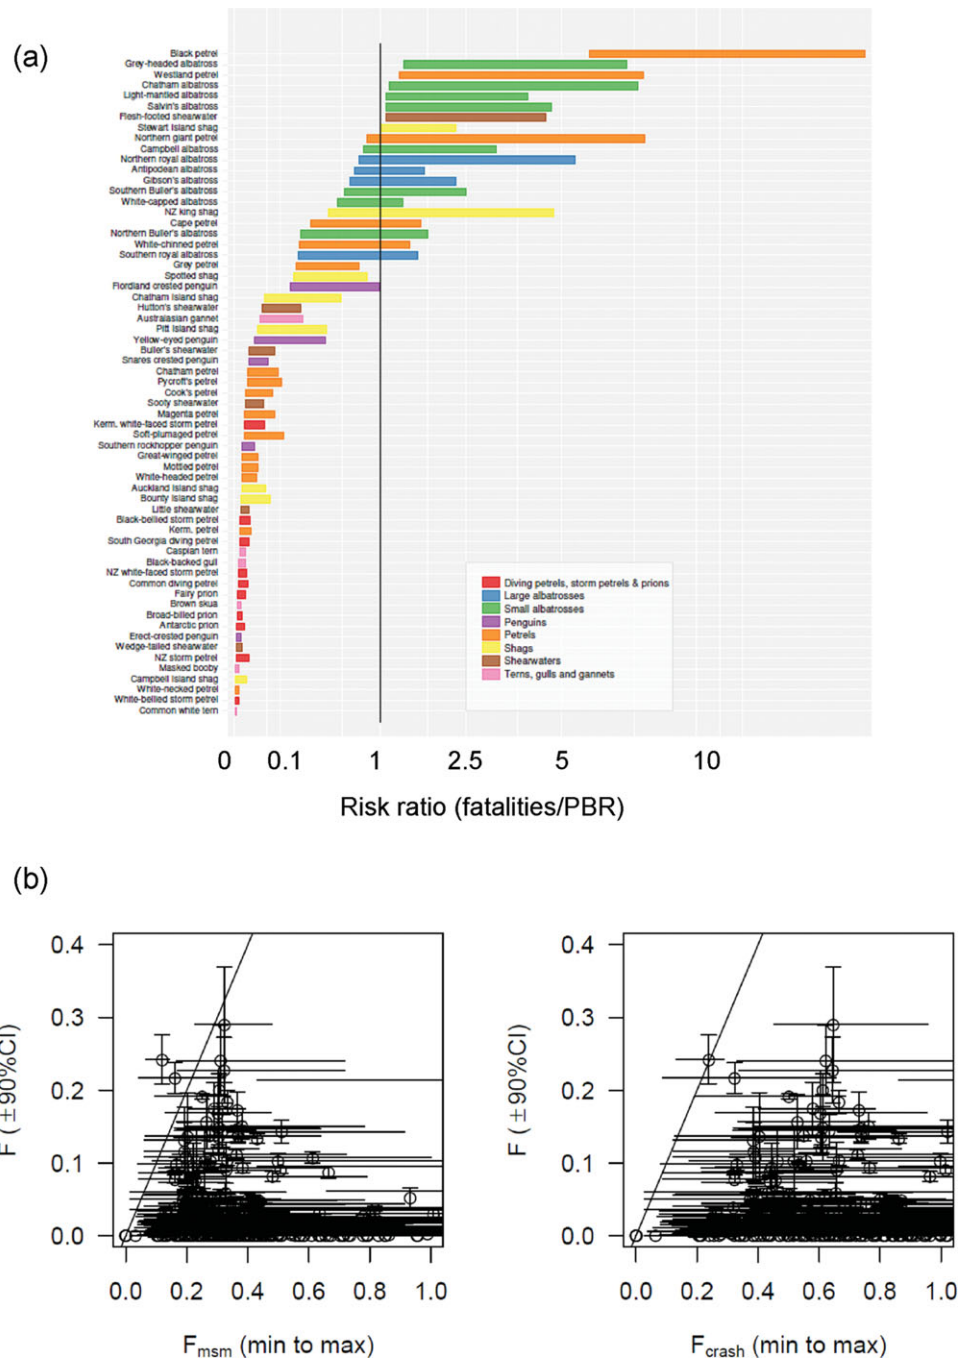 (a)
Black petrel
Grey-headed albatross
Westland petrel
Chatham albatross
Light-mantled albatross
Salvin's albatross
Flesh-footed shearwater
Stewart Island shag
Northern giant petrel
Campbell albatross
Northern royal albatross
Antipodean albatross
Gibson's albatross
Southern Buller's albatross
White-capped albatross
NZ king shag
Cape petrel
Northern Buller's albatross
White-chinned petrel
Southern royal albatross
Grey petrel
Spotted shag
Fiordland crested penguin
Chatham Island shag
Hutton's shearwater
Australasian gannet
Pitt Island shag
Yellow-eyed penguin
Buller's shearwater
Snares crested penguin
Chatham petrel
Pycroft's petrel
Cook's petrel
Sooty shearwater
Magenta petrel
Kerm. white-faced storm petrel
Soft-plumaged petrel
Southern rockhopper penguin
Great-winged petrel
Mottled petrel
White-headed petrel
Auckland Island shag
Bounty Island shag
Little shearwater
Black-bellied storm petrel
Kerm. petrel
South Georgia diving petrel
Caspian tern
Black-backed gull
NZ white-faced storm petrel
Common diving petrel
Fairy prion
Brown skua
Broad-billed prion
Antarctic prion
Erect-crested penguin
Wedge-tailed shearwater
NZ storm petrel
Masked booby
Campbell Island shag
White-necked petrel
White-bellied storm petrel
Common white tern
Diving petrels, storm petrels & prions
Large albatrosses
Small albatrosses
Penguins
Petrels
Shags
Shearwaters
Terns, gulls and gannets
0 0.1 1 2.5 5 10
Risk ratio (fatalities/PBR)
(b)
F (±90%CI)
0.4
0.3
0.2
0.1
0.0
0.0 0.2 0.4 0.6 0.8 1.0
Fmsm (min to max)
F (±90%CI)
0.4
0.3
0.2
0.1
0.0
0.0 0.2 0.4 0.6 0.8 1.0
Fcrash (min to max)